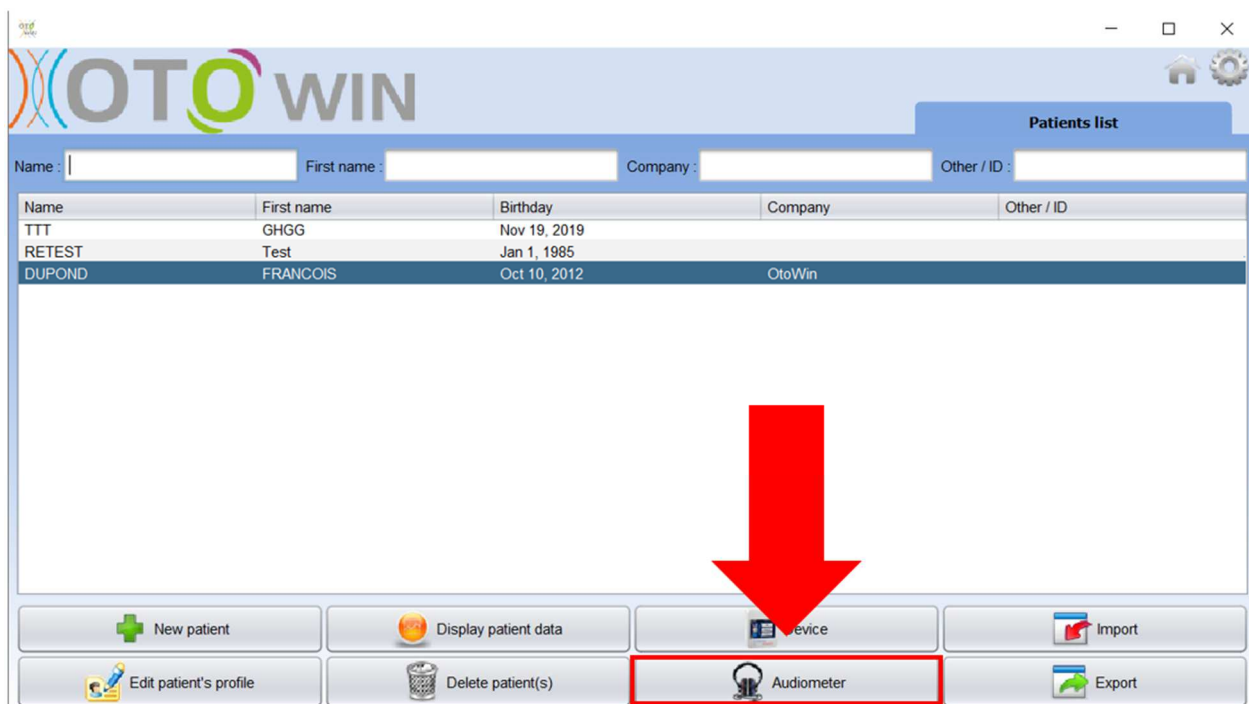 OTO WIN
Patients list
Name : First name : Company : Other / ID :
Name First name Birthday Company Other / ID
TTT GHGG Nov 19, 2019
RETEST Test Jan 1, 1985
DUPOND FRANCOIS Oct 10, 2012 OtoWin
New patient Display patient data Import
Edit patient's profile Delete patient(s) Audiometer Export